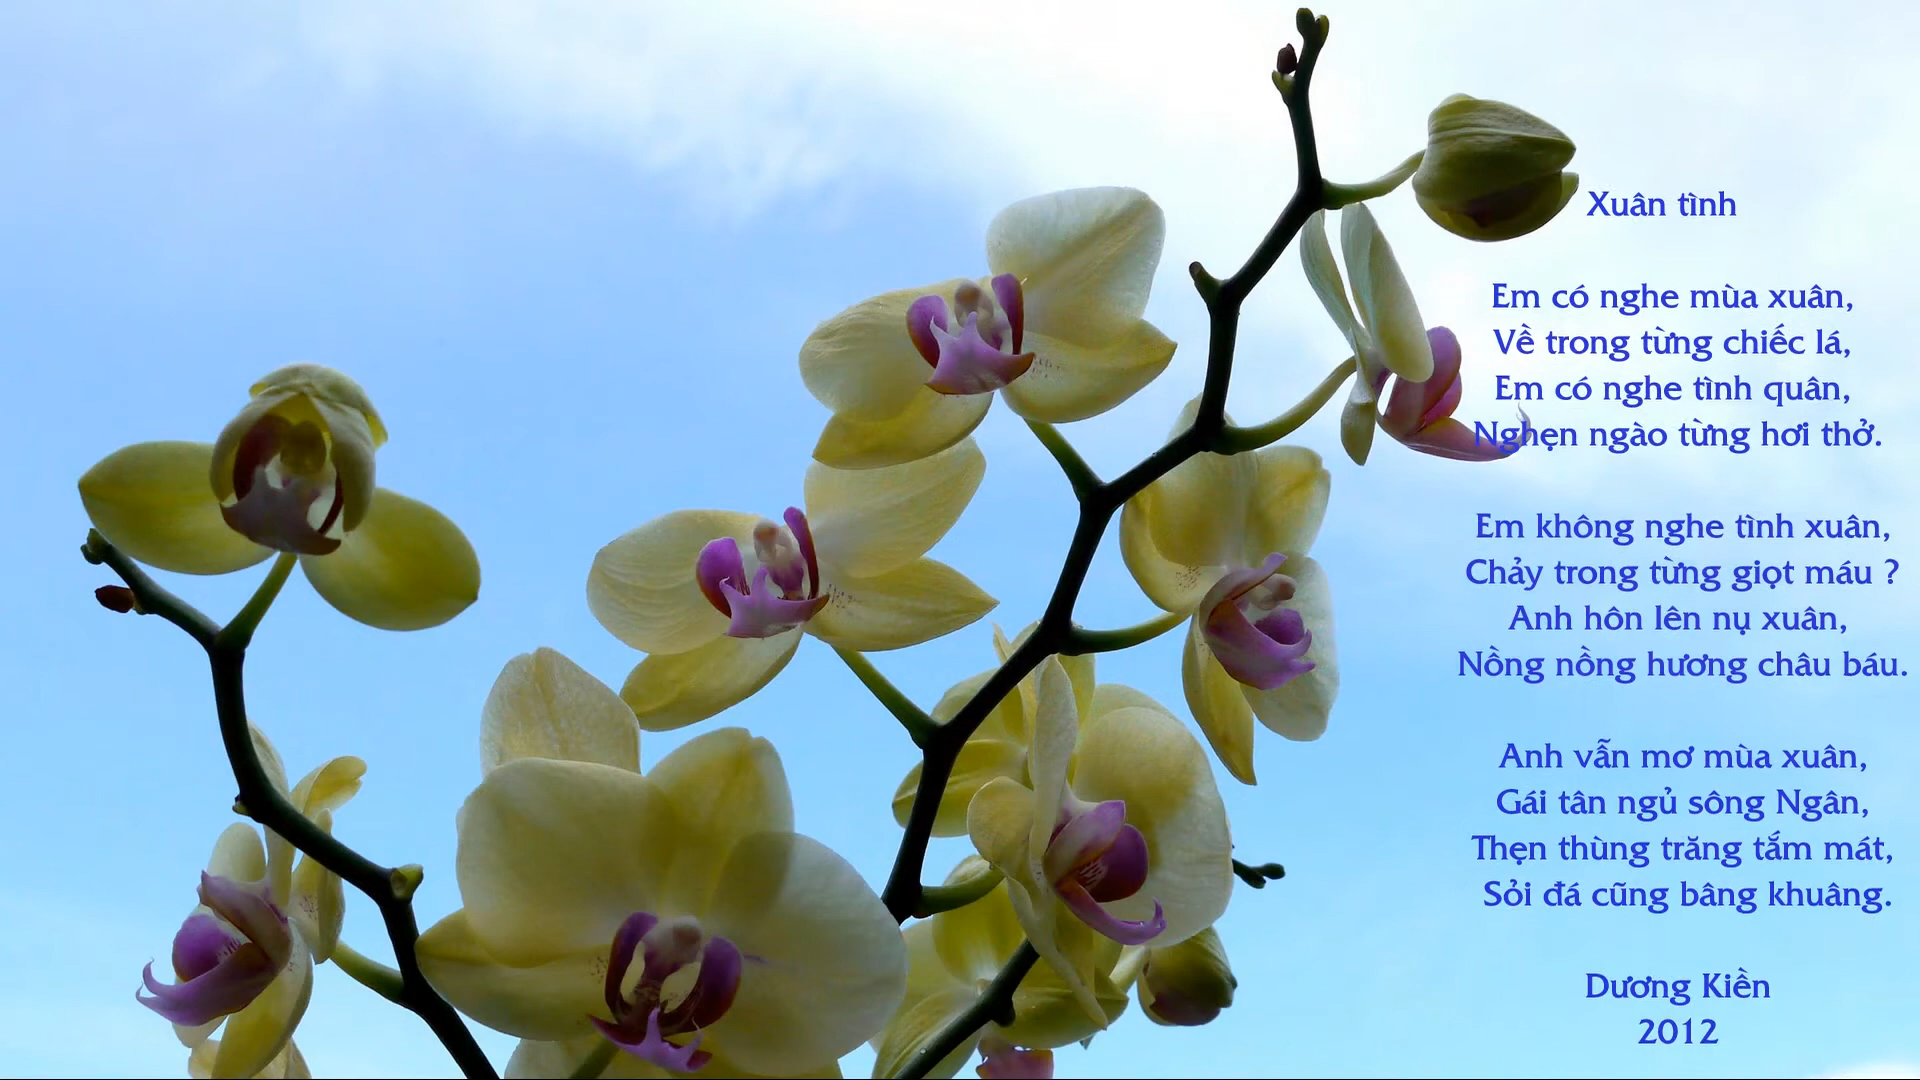 Xuân tình
Em có nghe mùa xuân,
Về trong từng chiếc lá,
Em có nghe tình quân,
Nghẹn ngào từng hơi thở.
Em không nghe tình xuân,
Chảy trong từng giọt máu ?
Anh hôn lên nụ xuân,
Nồng nồng hương châu báu.
Anh vẫn mơ mùa xuân,
Gái tân ngủ sông Ngân,
Thẹn thùng trăng tắm mát,
Sỏi đá cũng bâng khuâng.
Dương Kiền
2012